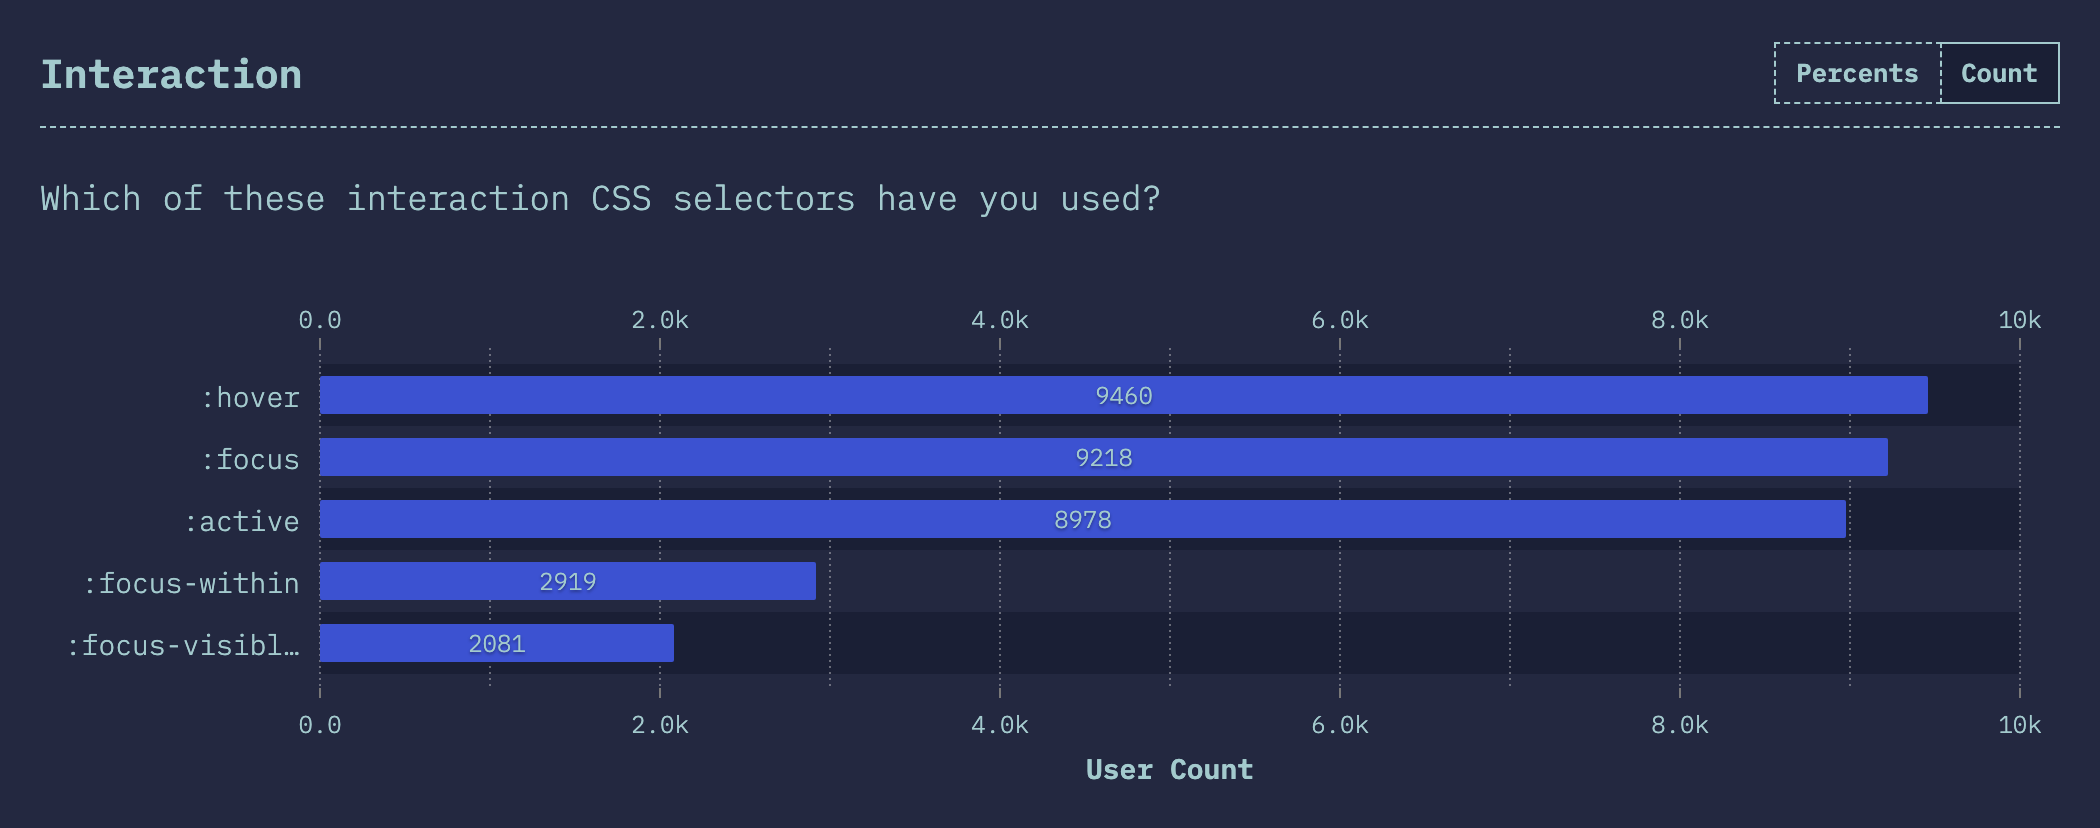 Interaction
Percents Count
Which of these interaction CSS selectors have you used?
0.0 2.0k 4.0k 6.0k 8.0k 10k
:hover 9460
:focus 9218
:active 8978
:focus-within 2919
:focus-visibl… 2081
0.0 2.0k 4.0k 6.0k 8.0k 10k
User Count